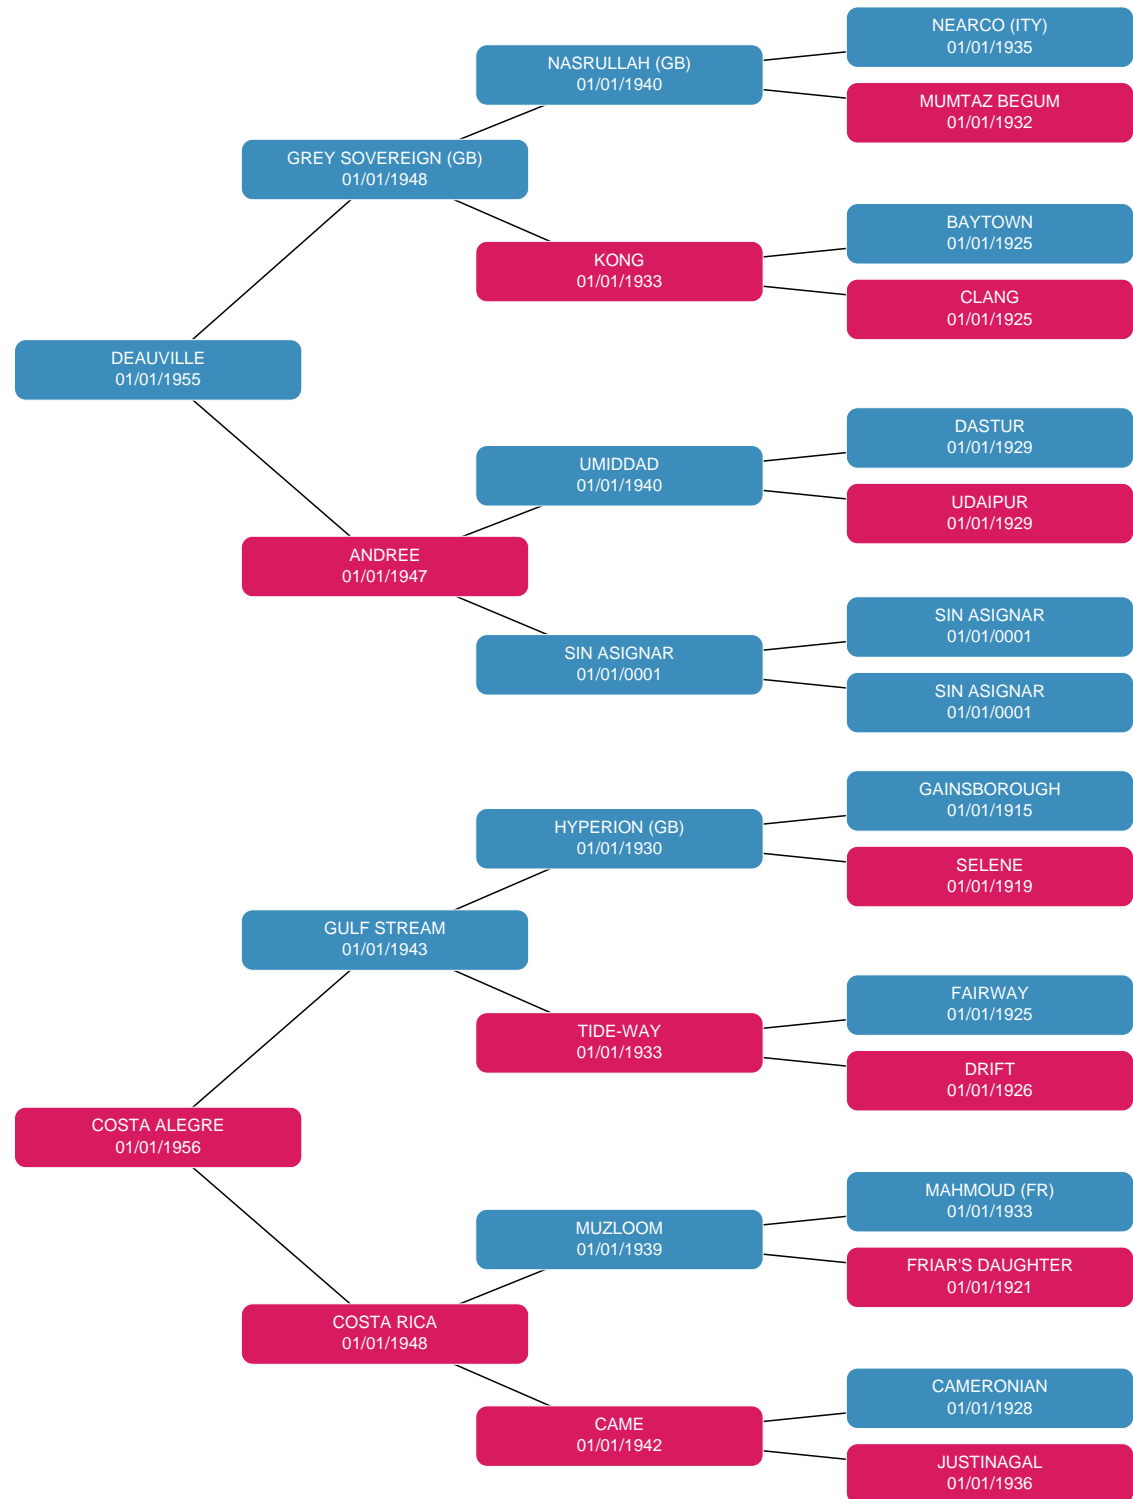 NEARCO (ITY)
01/01/1935
NASRULLAH (GB)
01/01/1940
MUMTAZ BEGUM
01/01/1932
GREY SOVEREIGN (GB)
01/01/1948
BAYTOWN
01/01/1925
KONG
01/01/1933
CLANG
01/01/1925
DEAUVILLE
01/01/1955
DASTUR
01/01/1929
UMIDDAD
01/01/1940
UDAIPUR
01/01/1929
ANDREE
01/01/1947
SIN ASIGNAR
01/01/0001
SIN ASIGNAR
01/01/0001
SIN ASIGNAR
01/01/0001
GAINSBOROUGH
01/01/1915
HYPERION (GB)
01/01/1930
SELENE
01/01/1919
GULF STREAM
01/01/1943
FAIRWAY
01/01/1925
TIDE-WAY
01/01/1933
DRIFT
01/01/1926
COSTA ALEGRE
01/01/1956
MAHMOUD (FR)
01/01/1933
MUZLOOM
01/01/1939
FRIAR'S DAUGHTER
01/01/1921
COSTA RICA
01/01/1948
CAMERONIAN
01/01/1928
CAME
01/01/1942
JUSTINAGAL
01/01/1936